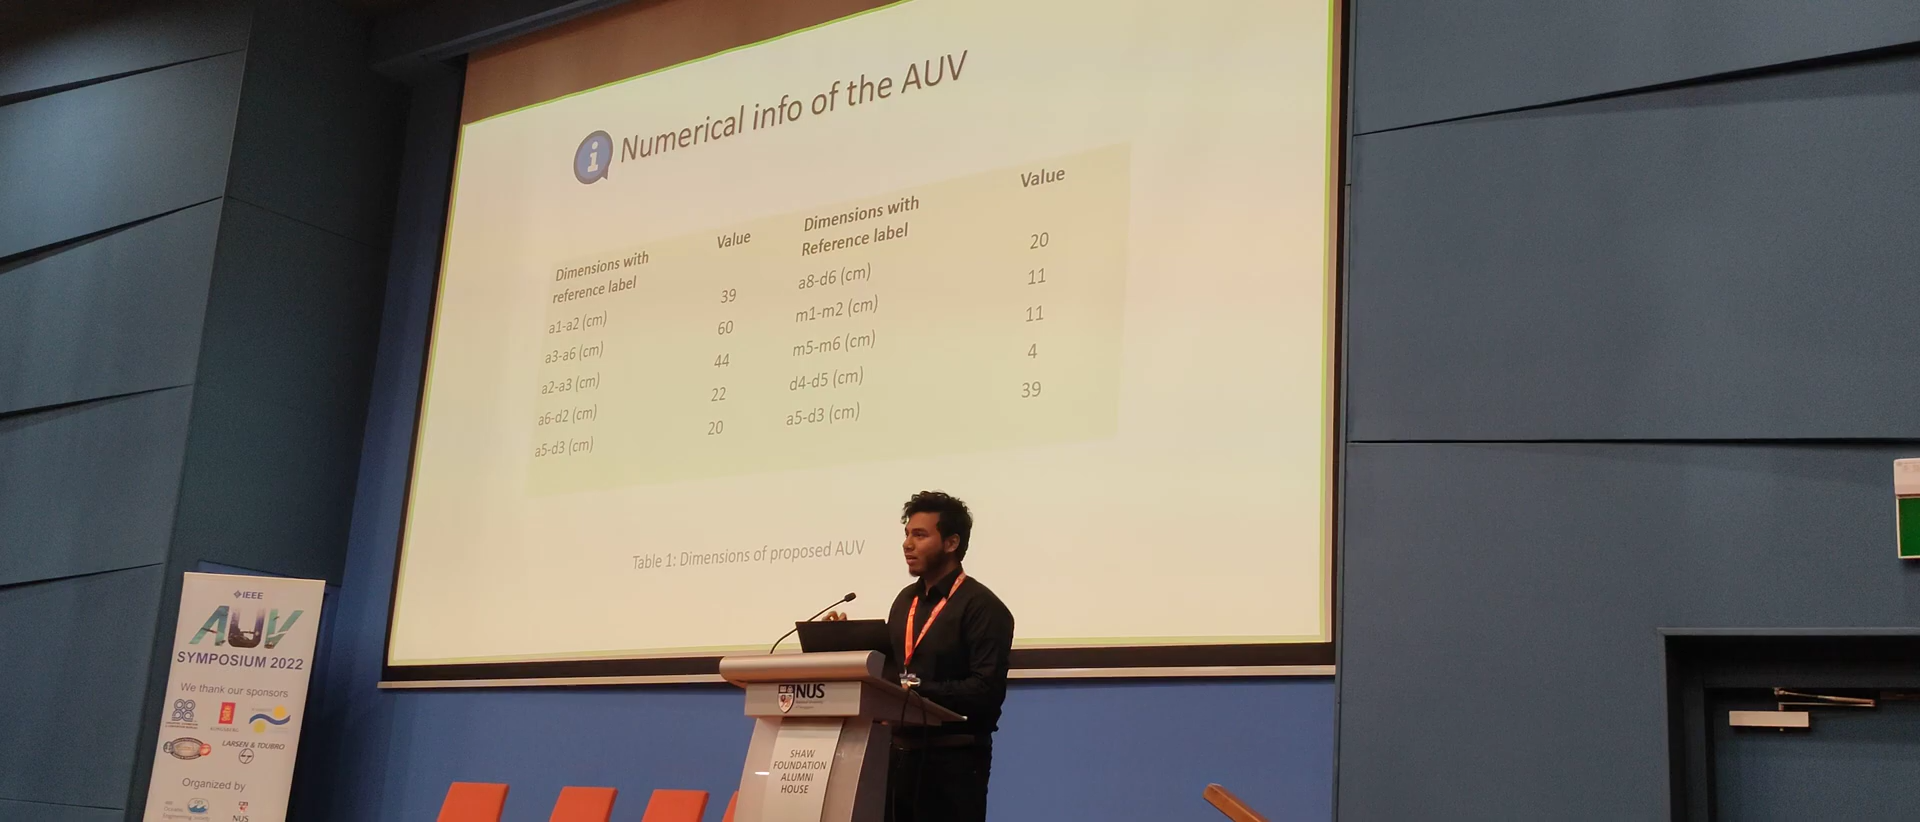 Numerical info of the AUV
Dimensions with
reference label
Value
Dimensions with
Reference label
Value
a1-a2 (cm) 39 a8-d6 (cm) 20
a3-a6 (cm) 60 m1-m2 (cm) 11
a2-a3 (cm) 44 m5-m6 (cm) 11
a6-d2 (cm) 22 d4-d5 (cm) 4
a5-d3 (cm) 20 a5-d3 (cm) 39
Table 1: Dimensions of proposed AUV
IEEE
AUV
SYMPOSIUM 2022
We thank our sponsors
LARSEN & TOUBRO
Organized by
NUS
NUS
SHAW
FOUNDATION
ALUMNI
HOUSE